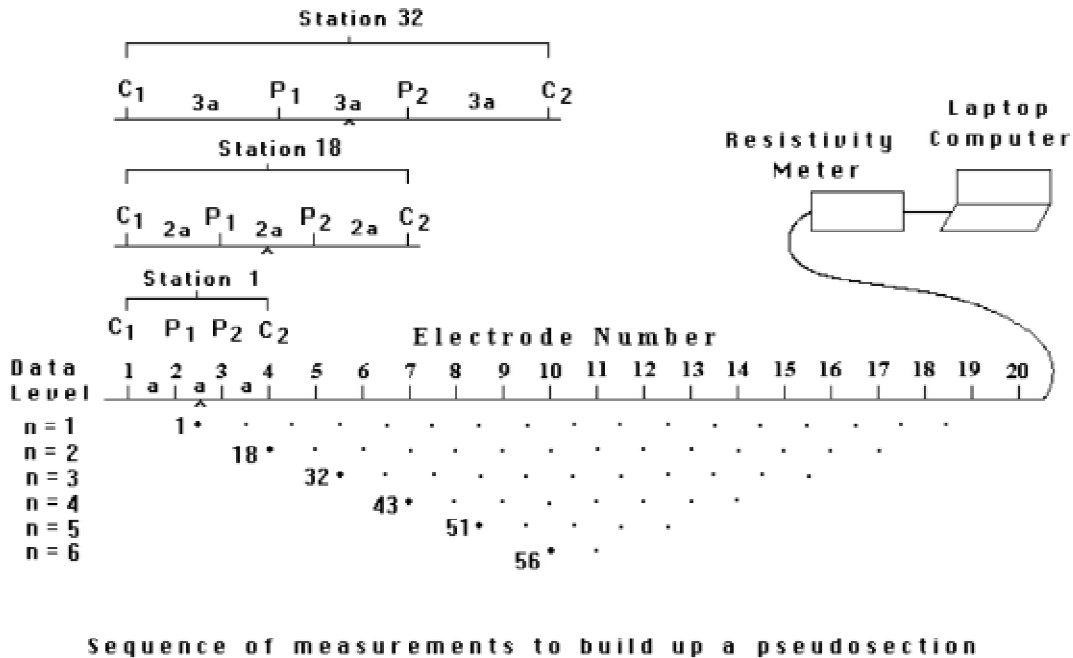 Station 32
C1 3a P1 3a P2 3a C2
Station 18
C1 2a P1 2a P2 2a C2
Station 1
C1 P1 P2 C2
Resistivity Meter
Laptop Computer
Electrode Number
Data Level
1 2 3 4 5 6 7 8 9 10 11 12 13 14 15 16 17 18 19 20
a a a
n = 1 1
n = 2 18
n = 3 32
n = 4 43
n = 5 51
n = 6 56
Sequence of measurements to build up a pseudosection